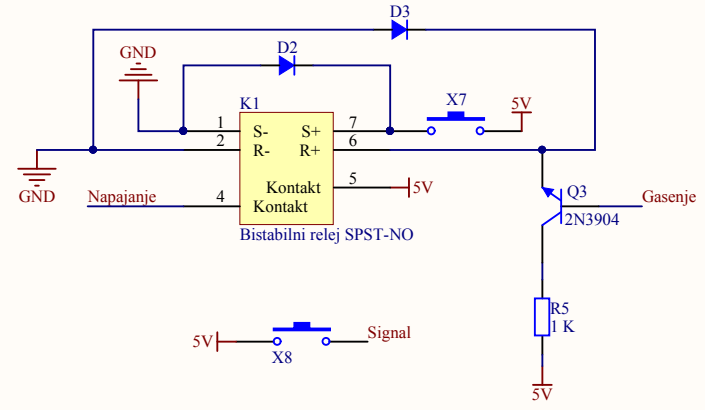 D3
GND
D2
K1
X7
5V
1
S-
S+
7
2
R-
R+
6
GND
Kontakt
5
5V
Napajanje
4
Kontakt
Q3
Gasenje
2N3904
Bistabilni relej SPST-NO
R5
1 K
Signal
5V
X8
5V